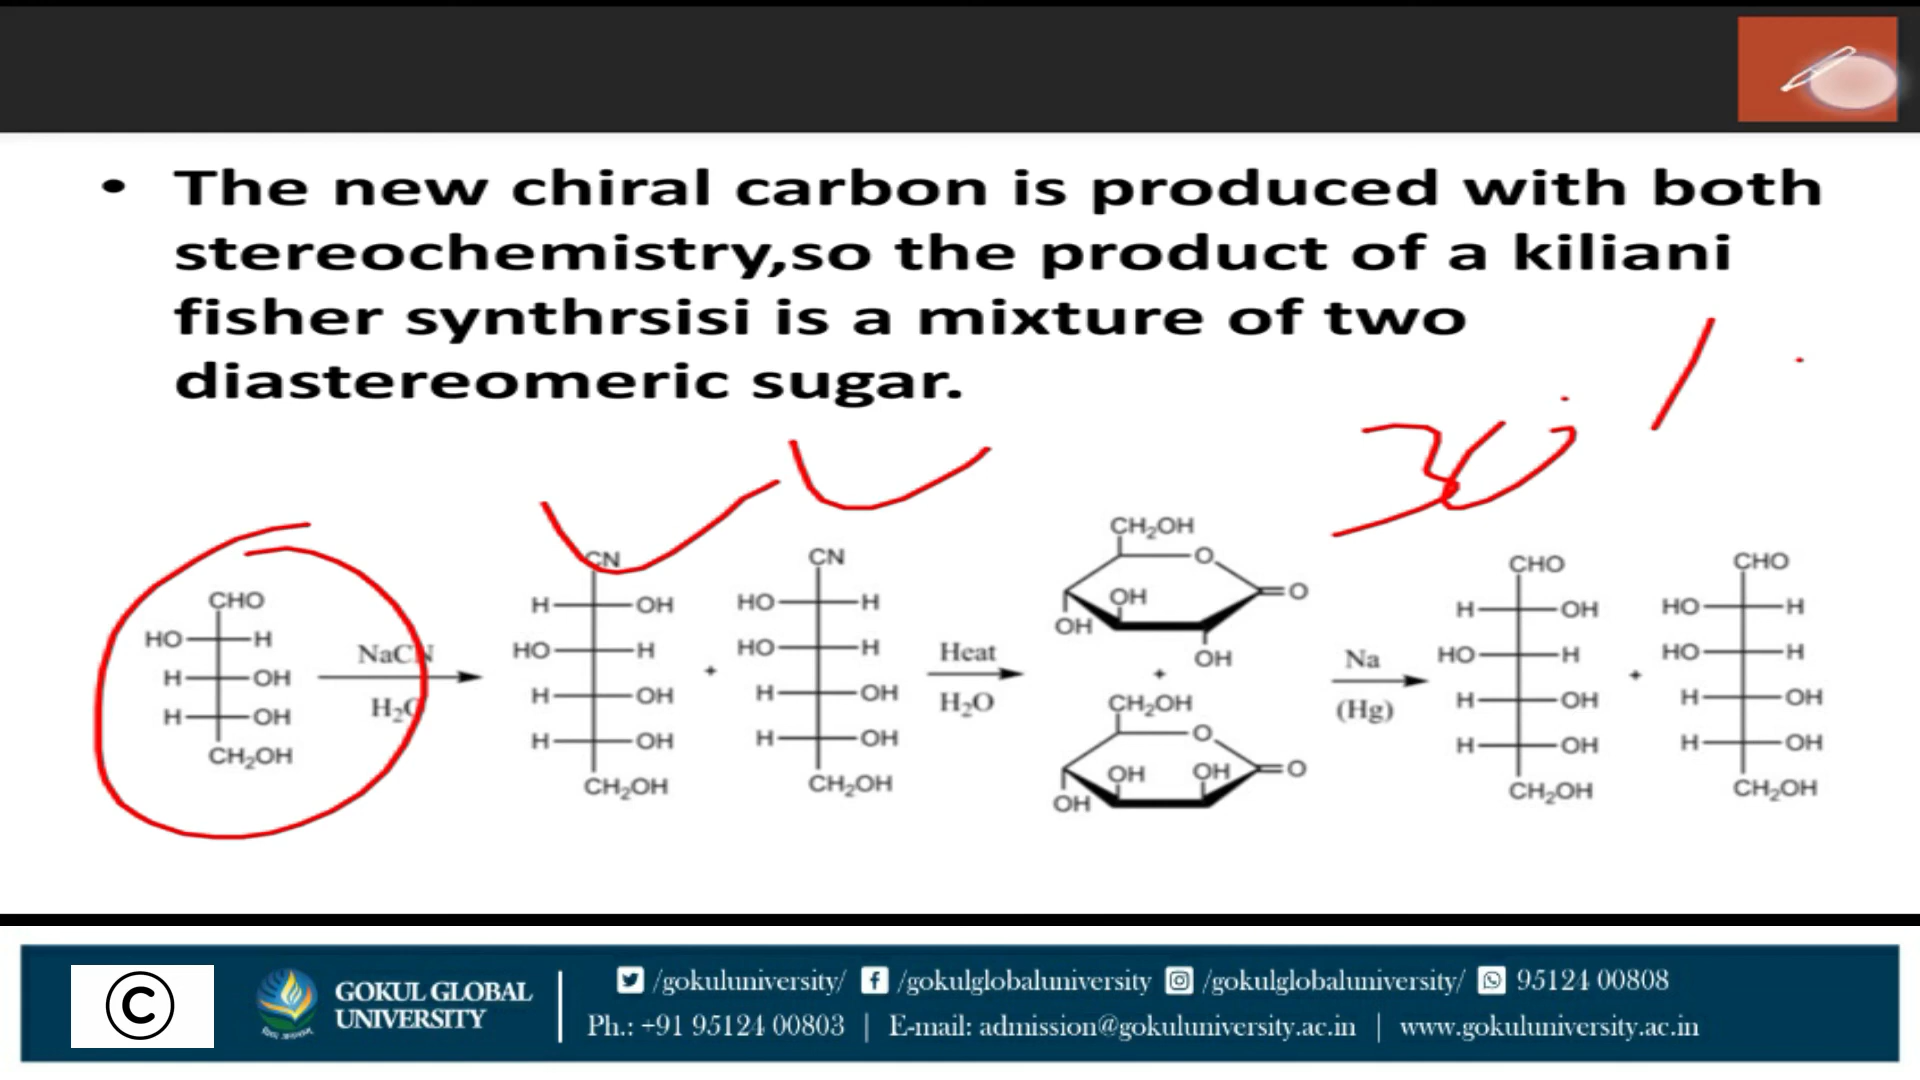 • The new chiral carbon is produced with both
stereochemistry,so the product of a kiliani
fisher synthrsisi is a mixture of two
diastereomeric sugar.
30%
CHO
HO H
H OH
H OH
CH₂OH
NaCN
H₂O
CN
H OH
HO H
H OH
H OH
CH₂OH
+
CN
HO H
HO H
H OH
H OH
CH₂OH
Heat
H₂O
CH₂OH
O
OH
O
OH
OH
+
CH₂OH
O
OH OH
O
OH
Na
(Hg)
CHO
H OH
HO H
H OH
H OH
CH₂OH
+
CHO
HO H
HO H
H OH
H OH
CH₂OH
©
GOKUL GLOBAL
UNIVERSITY
/gokuluniversity/ /gokulglobaluniversity /gokulglobaluniversity/ 95124 00808
Ph.: +91 95124 00803 | E-mail: admission@gokuluniversity.ac.in | www.gokuluniversity.ac.in